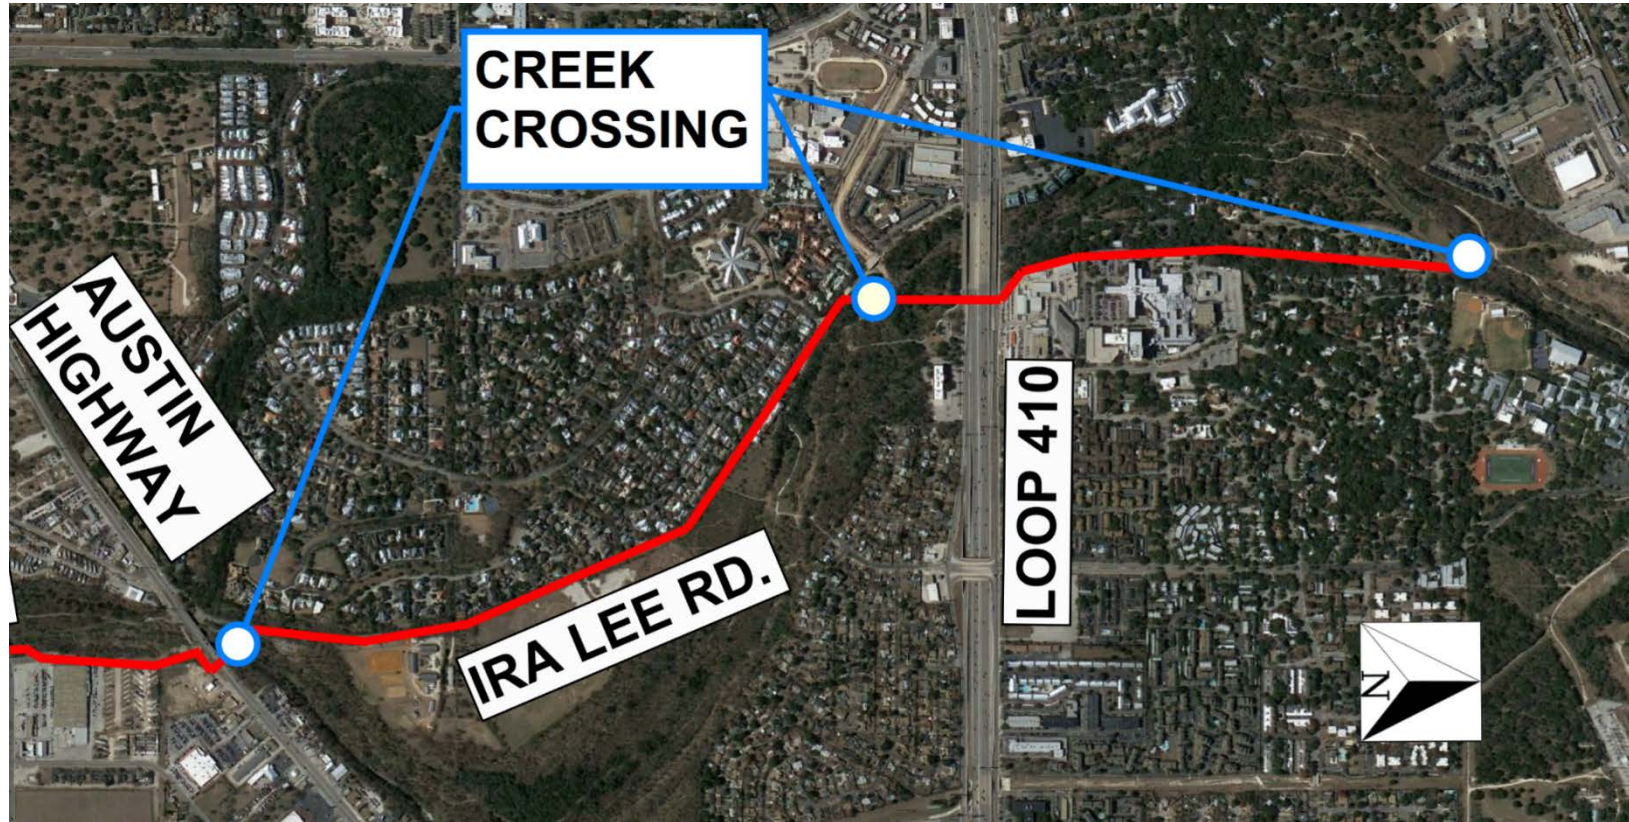 CREEK
CROSSING
AUSTIN
HIGHWAY
IRA LEE RD.
LOOP 410
N